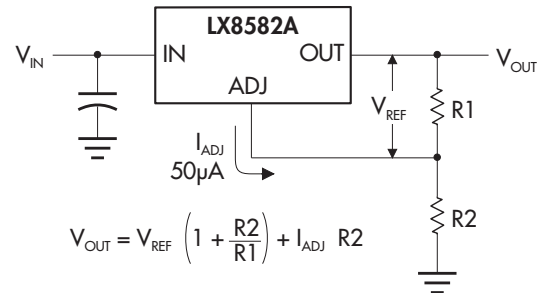 LX8582A
V_IN
IN
OUT
V_OUT
ADJ
V_REF
R1
I_ADJ
50µA
R2
V_OUT = V_REF (1 + R2/R1) + I_ADJ R2